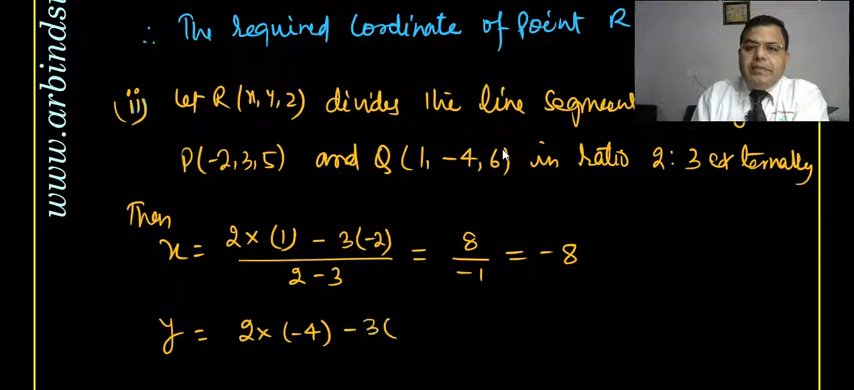 ∴ The required Cordinate of Point R
(ii) Let R (x, y, z) divides the line segment
P(-2, 3, 5) and Q (1, -4, 6) in ratio 2 : 3 externally
Then
x = 2 × (1) - 3(-2) / 2 - 3 = 8 / -1 = -8
y = 2 × (-4) - 3(
www.arbinds